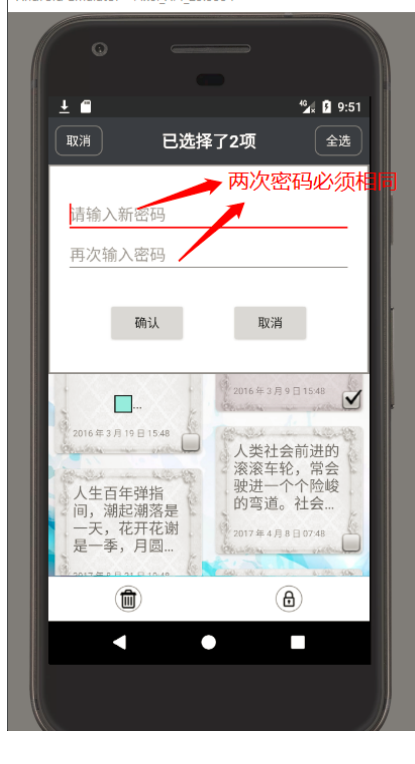 9:51
取消
已选择了2项
全选
两次密码必须相同
请输入新密码
再次输入密码
确认
取消
...
2016年3月19日15:48
2016年3月9日15:48
人生百年弹指
间，潮起潮落是
一天，花开花谢
是一季，月圆...
人类社会前进的
滚滚车轮，常会
驶进一个个险峻
的弯道。社会...
2017年4月8日07:48